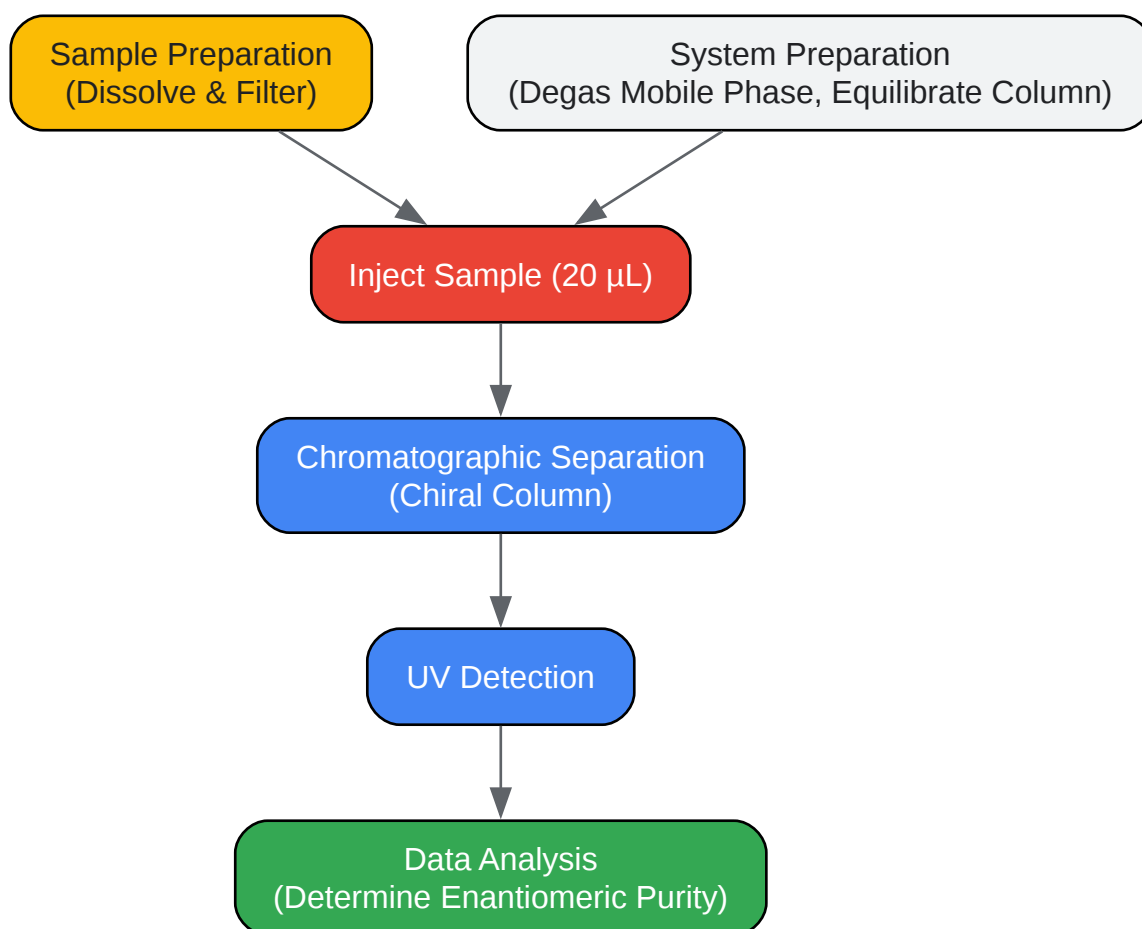 Sample Preparation
(Dissolve & Filter)
System Preparation
(Degas Mobile Phase, Equilibrate Column)
Inject Sample (20 µL)
Chromatographic Separation
(Chiral Column)
UV Detection
Data Analysis
(Determine Enantiomeric Purity)